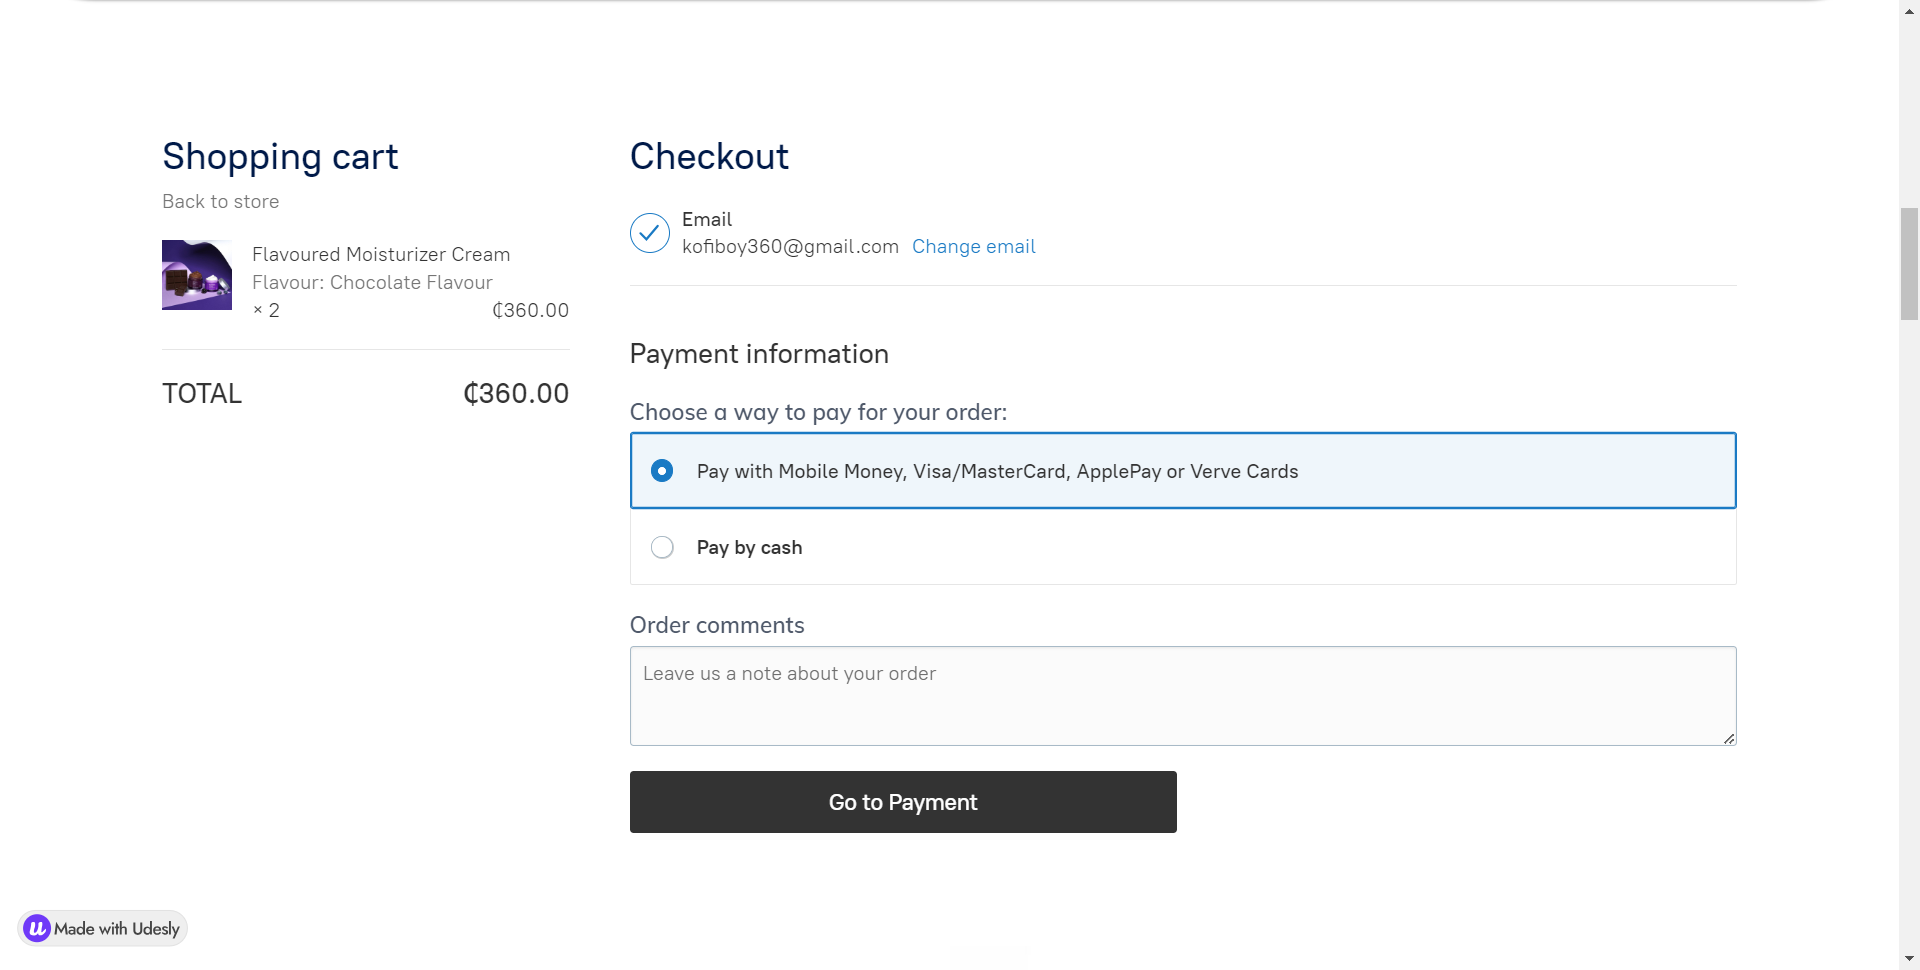 Shopping cart
Back to store
Flavoured Moisturizer Cream
Flavour: Chocolate Flavour
× 2
₵360.00
TOTAL
₵360.00
Checkout
Email
kofiboy360@gmail.com Change email
Payment information
Choose a way to pay for your order:
Pay with Mobile Money, Visa/MasterCard, ApplePay or Verve Cards
Pay by cash
Order comments
Leave us a note about your order
Go to Payment
u Made with Udesly